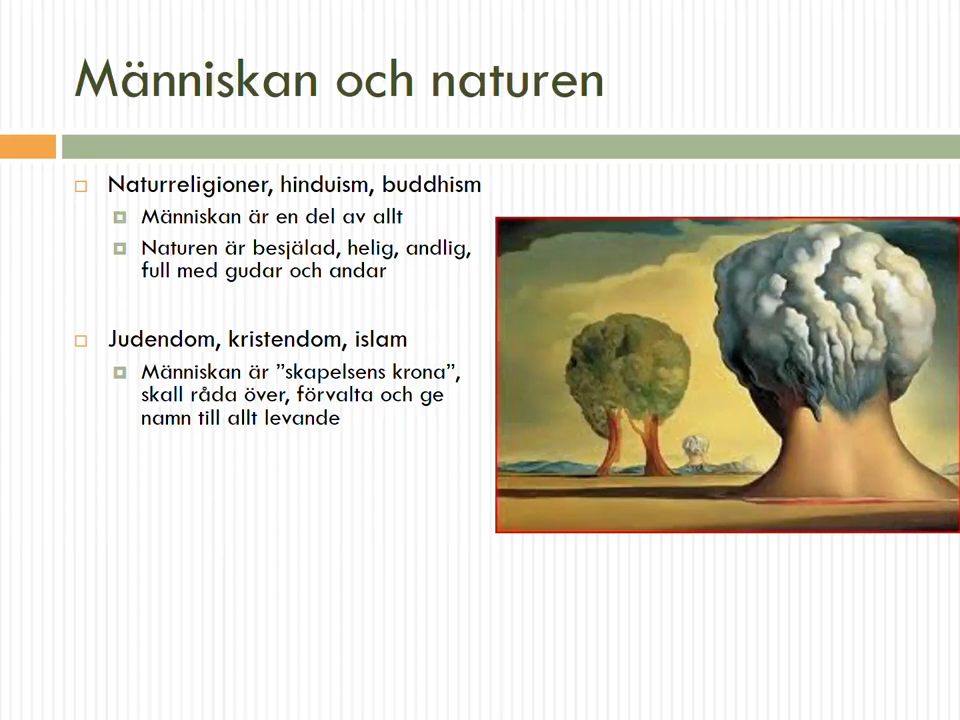 Människan och naturen
Naturreligioner, hinduism, buddhism
Människan är en del av allt
Naturen är besjälad, helig, andlig,
full med gudar och andar
Judendom, kristendom, islam
Människan är ”skapelsens krona”,
skall råda över, förvalta och ge
namn till allt levande